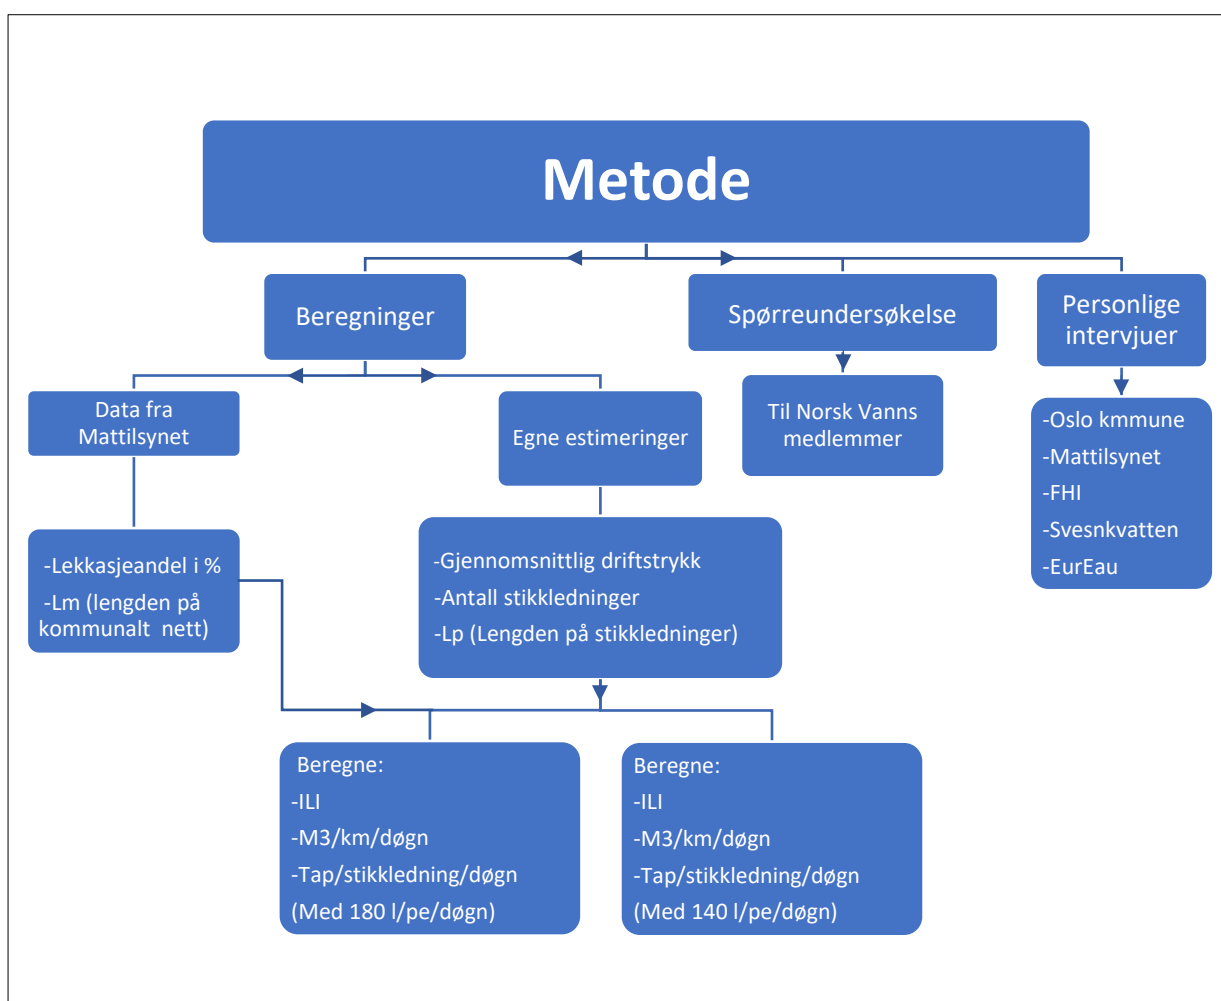 Metode
Beregninger
Spørreundersøkelse
Personlige
intervjuer
Data fra
Mattilsynet
Egne estimeringer
Til Norsk Vanns
medlemmer
-Oslo kmmune
-Mattilsynet
-FHI
-Svesnkvatten
-EurEau
-Lekkasjeandel i %
-Lm (lengden på
kommunalt nett)
-Gjennomsnittlig driftstrykk
-Antall stikkledninger
-Lp (Lengden på stikkledninger)
Beregne:
-ILI
-M3/km/døgn
-Tap/stikkledning/døgn
(Med 180 l/pe/døgn)
Beregne:
-ILI
-M3/km/døgn
-Tap/stikkledning/døgn
(Med 140 l/pe/døgn)